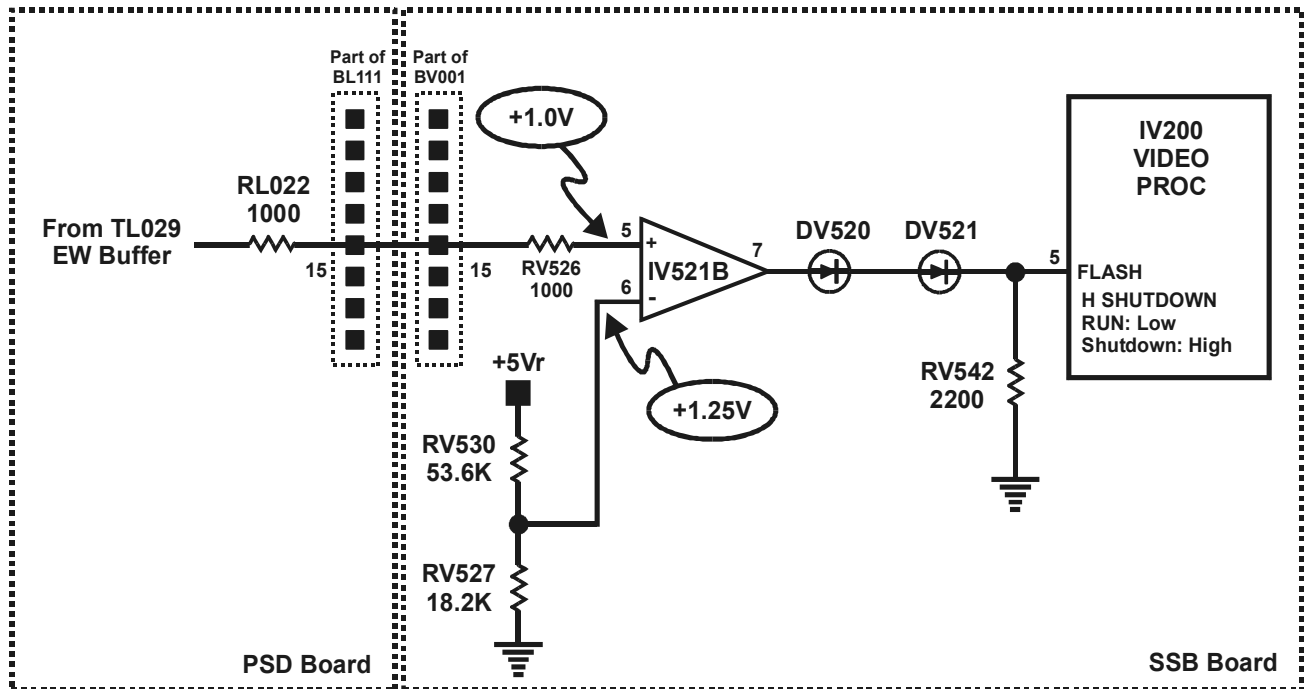 Part of
BL111
Part of
BV001
+1.0V
IV200
VIDEO
PROC
RL022
1000
From TL029
EW Buffer
15
15
RV526
1000
5
+
IV521B
6
-
7
DV520
DV521
5
FLASH
H SHUTDOWN
RUN: Low
Shutdown: High
+5Vr
+1.25V
RV542
2200
RV530
53.6K
RV527
18.2K
PSD Board
SSB Board